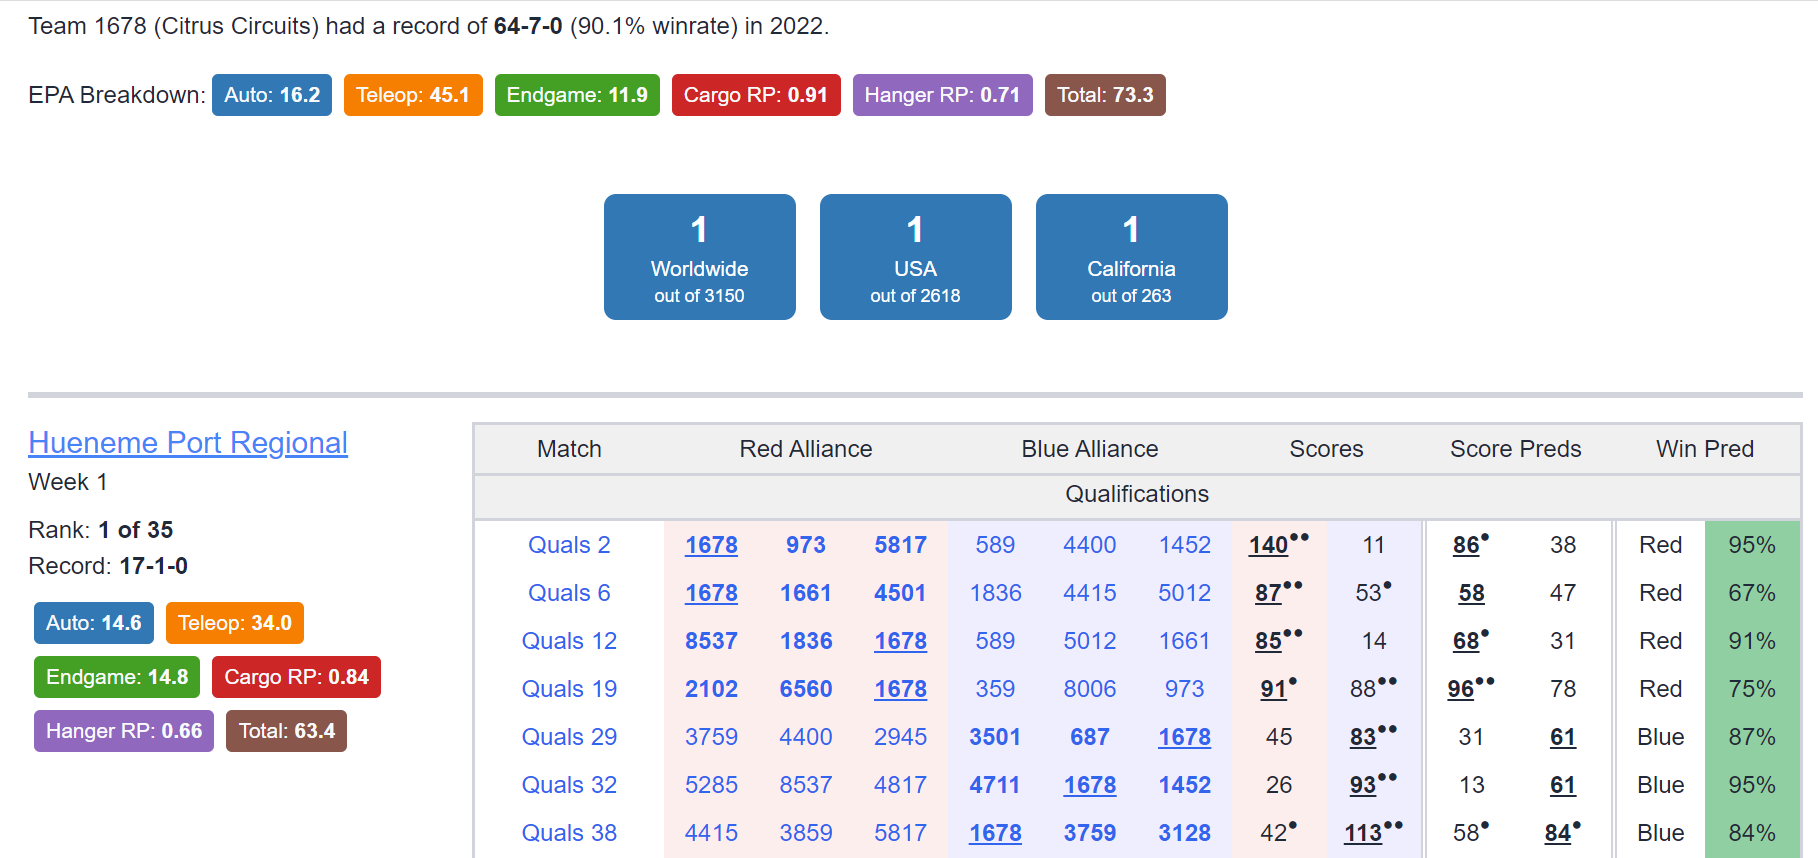 Team 1678 (Citrus Circuits) had a record of 64-7-0 (90.1% winrate) in 2022.
EPA Breakdown: Auto: 16.2 Teleop: 45.1 Endgame: 11.9 Cargo RP: 0.91 Hanger RP: 0.71 Total: 73.3
1
Worldwide
out of 3150
1
USA
out of 2618
1
California
out of 263
Hueneme Port Regional
Week 1
Rank: 1 of 35
Record: 17-1-0
Auto: 14.6 Teleop: 34.0
Endgame: 14.8 Cargo RP: 0.84
Hanger RP: 0.66 Total: 63.4
Match Red Alliance Blue Alliance Scores Score Preds Win Pred
Qualifications
Quals 2 1678 973 5817 589 4400 1452 140•• 11 86• 38 Red 95%
Quals 6 1678 1661 4501 1836 4415 5012 87•• 53• 58 47 Red 67%
Quals 12 8537 1836 1678 589 5012 1661 85•• 14 68• 31 Red 91%
Quals 19 2102 6560 1678 359 8006 973 91• 88•• 96•• 78 Red 75%
Quals 29 3759 4400 2945 3501 687 1678 45 83•• 31 61 Blue 87%
Quals 32 5285 8537 4817 4711 1678 1452 26 93•• 13 61 Blue 95%
Quals 38 4415 3859 5817 1678 3759 3128 42• 113•• 58• 84• Blue 84%